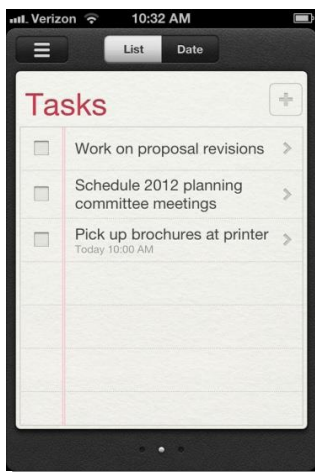 Verizon 10:32 AM
List Date
Tasks
Work on proposal revisions
Schedule 2012 planning
committee meetings
Pick up brochures at printer
Today 10:00 AM